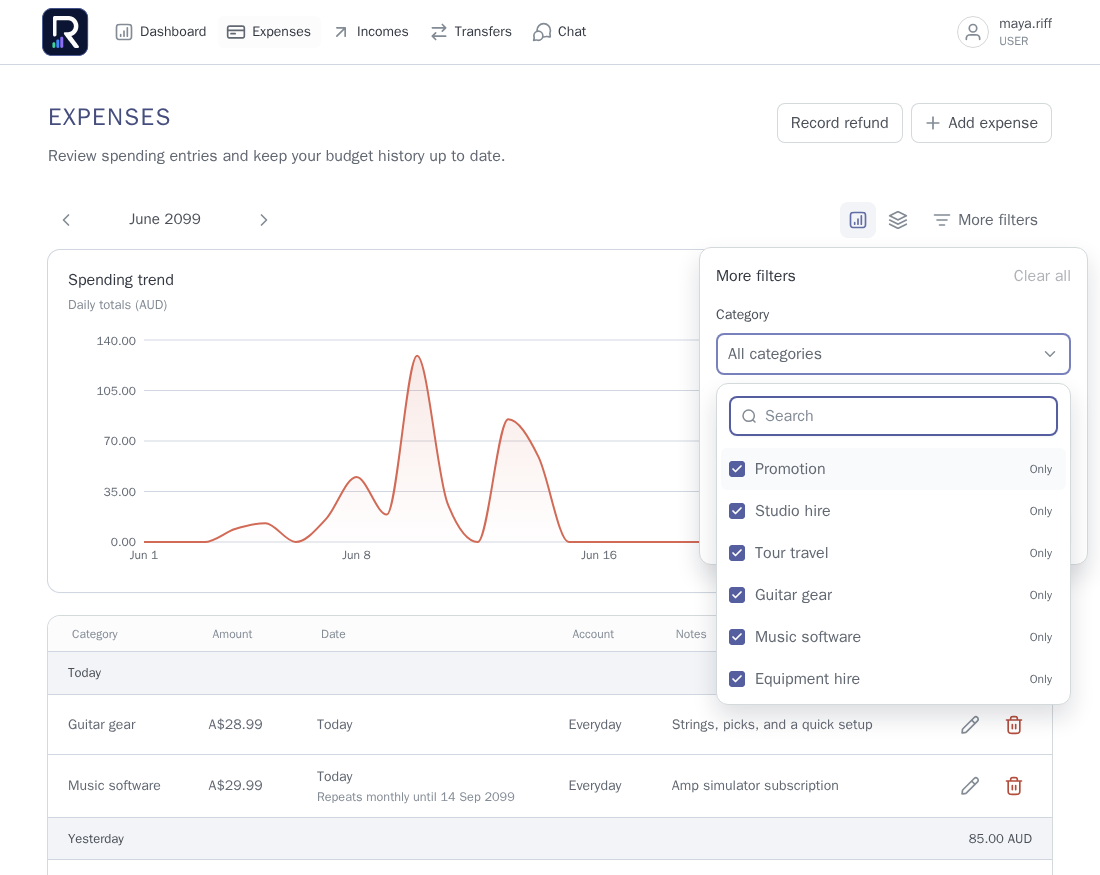 R
Dashboard
Expenses
Incomes
Transfers
Chat
maya.riff
USER
EXPENSES
Review spending entries and keep your budget history up to date.
Record refund
Add expense
June 2099
More filters
Spending trend
Daily totals (AUD)
140.00
105.00
70.00
35.00
0.00
Jun 1
Jun 8
Jun 16
More filters
Clear all
Category
All categories
Search
Promotion Only
Studio hire Only
Tour travel Only
Guitar gear Only
Music software Only
Equipment hire Only
Category Amount Date Account Notes
Today
Guitar gear A$28.99 Today Everyday Strings, picks, and a quick setup
Music software A$29.99 Today Everyday Amp simulator subscription
Repeats monthly until 14 Sep 2099
Yesterday 85.00 AUD